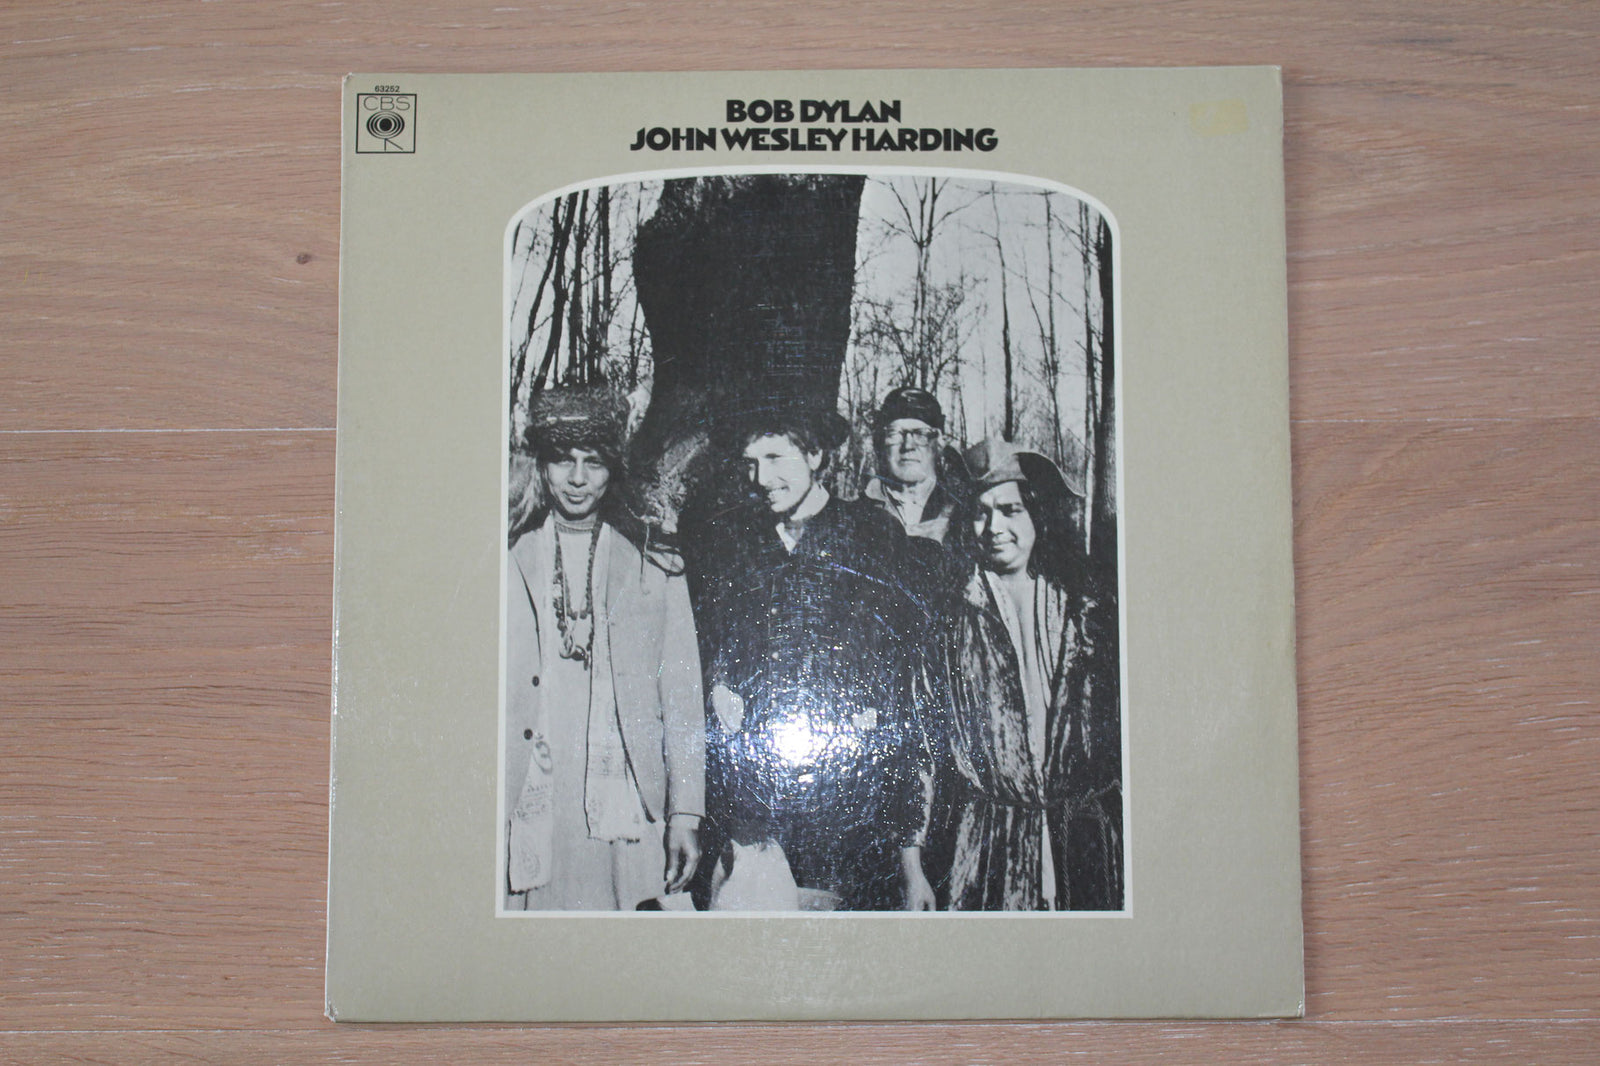 63252
CBS
BOB DYLAN
JOHN WESLEY HARDING